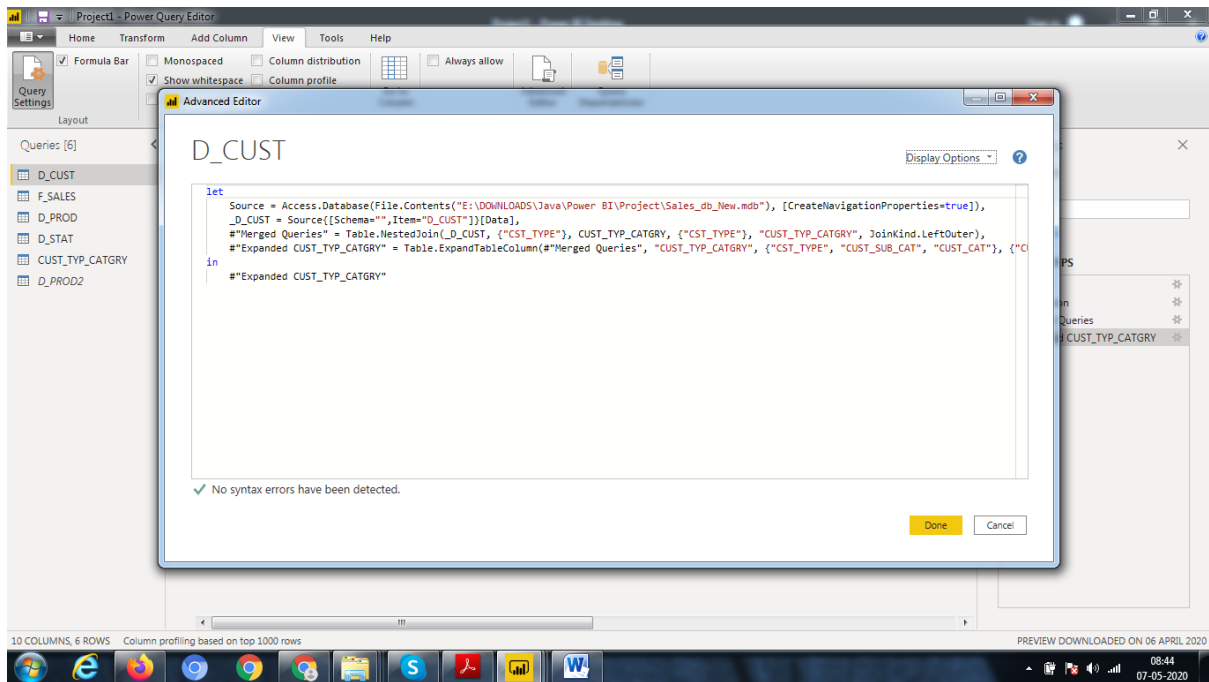 Project1 - Power Query Editor
Home Transform Add Column View Tools Help
Formula Bar Monospaced Column distribution Always allow
Show whitespace Column profile
Query
Settings
Layout
Advanced Editor
Queries [6]
D_CUST
F_SALES
D_PROD
D_STAT
CUST_TYP_CATGRY
D_PROD2
D_CUST
Display Options
let
Source = Access.Database(File.Contents("E:\DOWNLOADS\Java\Power BI\Project\Sales_db_New.mdb"), [CreateNavigationProperties=true]),
_D_CUST = Source{[Schema="",Item="D_CUST"]}[Data],
#"Merged Queries" = Table.NestedJoin(_D_CUST, {"CST_TYPE"}, CUST_TYP_CATGRY, {"CST_TYPE"}, "CUST_TYP_CATGRY", JoinKind.LeftOuter),
#"Expanded CUST_TYP_CATGRY" = Table.ExpandTableColumn(#"Merged Queries", "CUST_TYP_CATGRY", {"CST_TYPE", "CUST_SUB_CAT", "CUST_CAT"}, {"CU
in
#"Expanded CUST_TYP_CATGRY"
No syntax errors have been detected.
Done Cancel
PS
Queries
CUST_TYP_CATGRY
10 COLUMNS, 6 ROWS Column profiling based on top 1000 rows
PREVIEW DOWNLOADED ON 06 APRIL 2020
08:44
07-05-2020